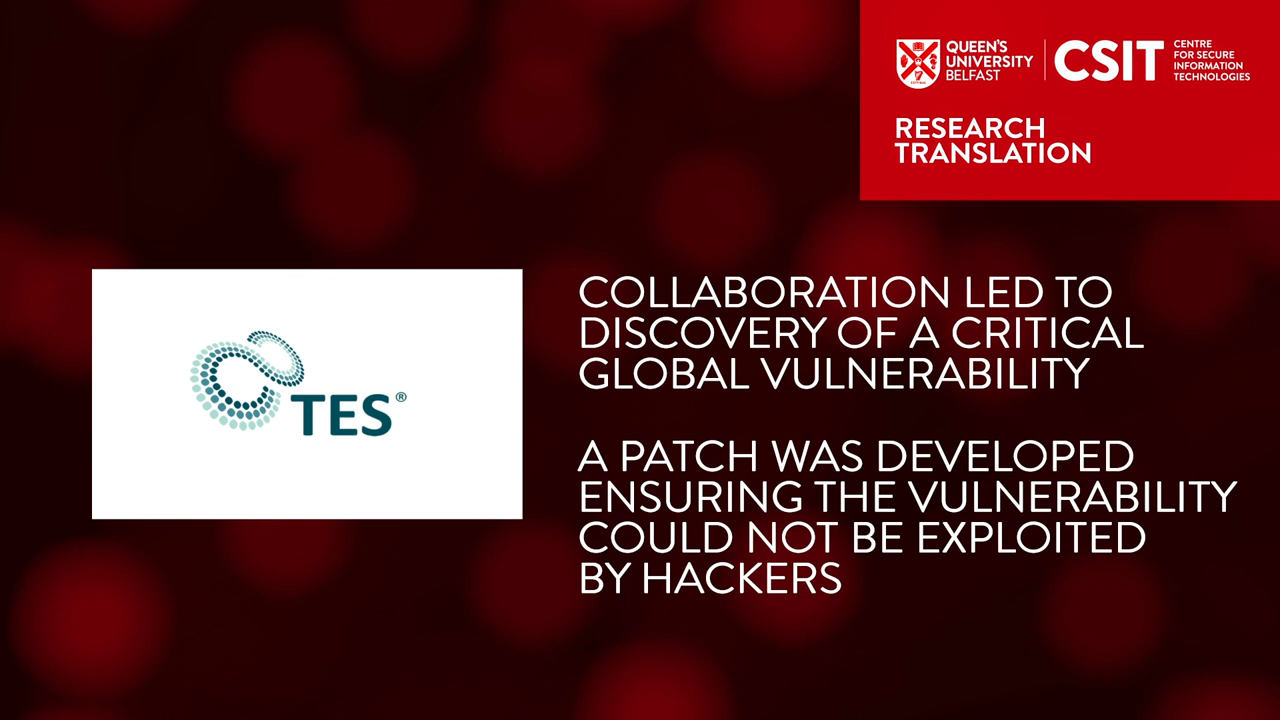 QUEEN'S
UNIVERSITY
BELFAST
CSIT
CENTRE
FOR SECURE
INFORMATION
TECHNOLOGIES
RESEARCH
TRANSLATION
TES®
COLLABORATION LED TO
DISCOVERY OF A CRITICAL
GLOBAL VULNERABILITY
A PATCH WAS DEVELOPED
ENSURING THE VULNERABILITY
COULD NOT BE EXPLOITED
BY HACKERS